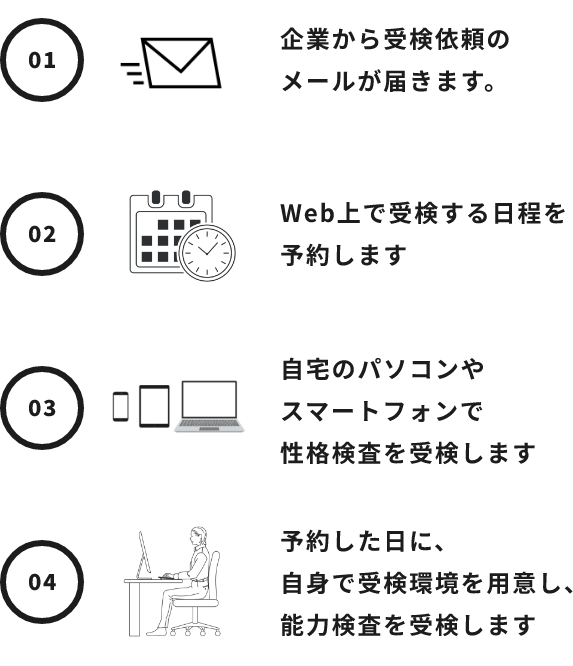 01
企業から受検依頼の
メールが届きます。
02
Web上で受検する日程を
予約します
03
自宅のパソコンや
スマートフォンで
性格検査を受検します
04
予約した日に、
自身で受検環境を用意し、
能力検査を受検します